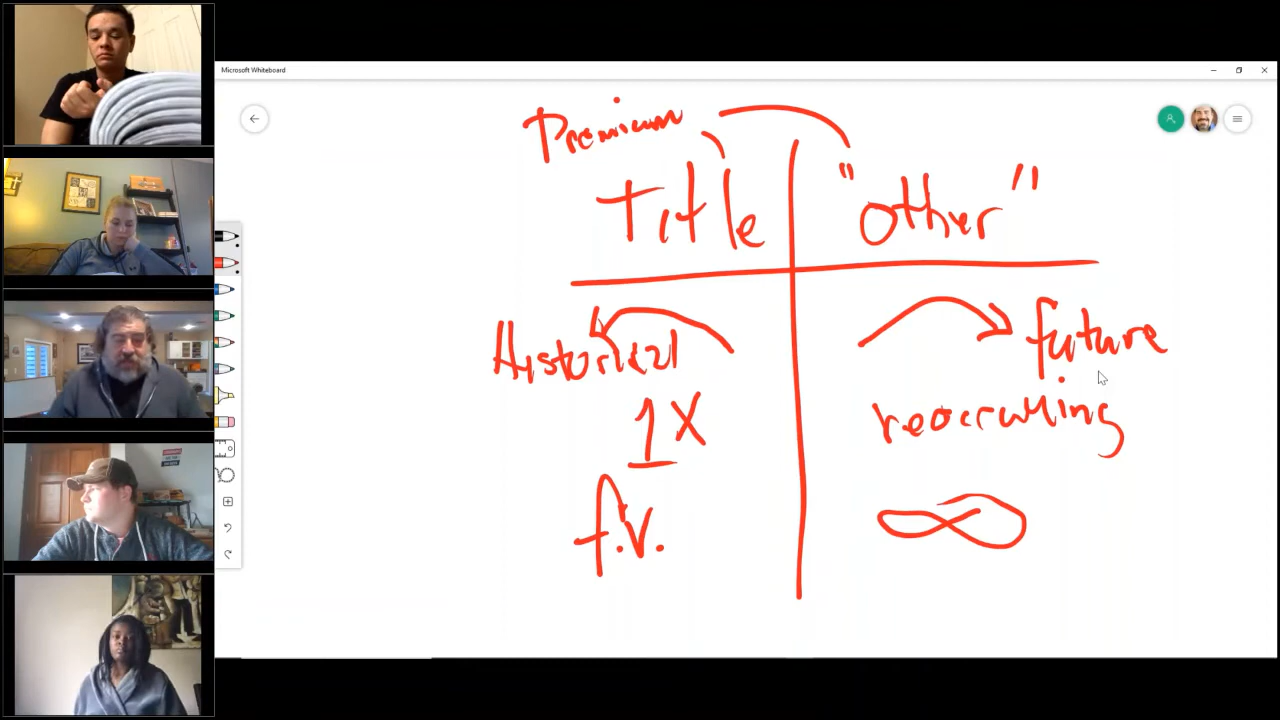 Microsoft Whiteboard
Premium
Title "other"
Historical future
1X reoccurring
f.V. ∞